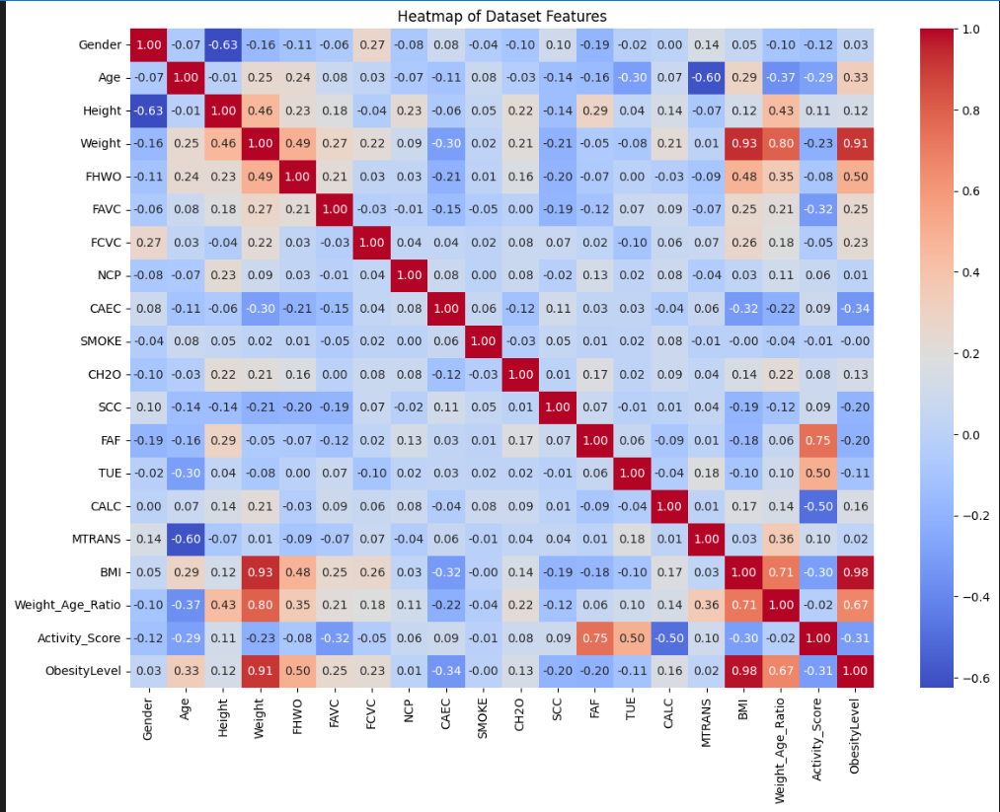 Heatmap of Dataset Features
Gender 1.00 -0.07 -0.63 -0.16 -0.11 -0.06 0.27 -0.08 0.08 -0.04 -0.10 0.10 -0.19 -0.02 0.00 0.14 0.05 -0.10 -0.12 0.03
Age -0.07 1.00 -0.01 0.25 0.24 0.08 0.03 -0.07 -0.11 0.08 -0.03 -0.14 -0.16 -0.30 0.07 -0.60 0.29 -0.37 -0.29 0.33
Height -0.63 -0.01 1.00 0.46 0.23 0.18 -0.04 0.23 -0.06 0.05 0.22 -0.14 0.29 0.04 0.14 -0.07 0.12 0.43 0.11 0.12
Weight -0.16 0.25 0.46 1.00 0.49 0.27 0.22 0.09 -0.30 0.02 0.21 -0.21 -0.05 -0.08 0.21 0.01 0.93 0.80 -0.23 0.91
FHWO -0.11 0.24 0.23 0.49 1.00 0.21 0.03 0.03 -0.21 0.01 0.16 -0.20 -0.07 0.00 -0.03 -0.09 0.48 0.35 -0.08 0.50
FAVC -0.06 0.08 0.18 0.27 0.21 1.00 -0.03 -0.01 -0.15 -0.05 0.00 -0.19 -0.12 0.07 0.09 -0.07 0.25 0.21 -0.32 0.25
FCVC 0.27 0.03 -0.04 0.22 0.03 -0.03 1.00 0.04 0.04 0.02 0.08 0.07 0.02 -0.10 0.06 0.07 0.26 0.18 -0.05 0.23
NCP -0.08 -0.07 0.23 0.09 0.03 -0.01 0.04 1.00 0.08 0.00 0.08 -0.02 0.13 0.02 0.08 -0.04 0.03 0.11 0.06 0.01
CAEC 0.08 -0.11 -0.06 -0.30 -0.21 -0.15 0.04 0.08 1.00 0.06 -0.12 0.11 0.03 0.03 -0.04 0.06 -0.32 -0.22 0.09 -0.34
SMOKE -0.04 0.08 0.05 0.02 0.01 -0.05 0.02 0.00 0.06 1.00 -0.03 0.05 0.01 0.02 0.08 -0.01 -0.00 -0.04 -0.01 -0.00
CH2O -0.10 -0.03 0.22 0.21 0.16 0.00 0.08 0.08 -0.12 -0.03 1.00 0.01 0.17 0.02 0.09 0.04 0.14 0.22 0.08 0.13
SCC 0.10 -0.14 -0.14 -0.21 -0.20 -0.19 0.07 -0.02 0.11 0.05 0.01 1.00 0.07 -0.01 0.01 0.04 -0.19 -0.12 0.09 -0.20
FAF -0.19 -0.16 0.29 -0.05 -0.07 -0.12 0.02 0.13 0.03 0.01 0.17 0.07 1.00 0.06 -0.09 0.01 -0.18 0.06 0.75 -0.20
TUE -0.02 -0.30 0.04 -0.08 0.00 0.07 -0.10 0.02 0.03 0.02 0.02 -0.01 0.06 1.00 -0.04 0.18 -0.10 0.10 0.50 -0.11
CALC 0.00 0.07 0.14 0.21 -0.03 0.09 0.06 0.08 -0.04 0.08 0.09 0.01 -0.09 -0.04 1.00 0.01 0.17 0.14 -0.50 0.16
MTRANS 0.14 -0.60 -0.07 0.01 -0.09 -0.07 0.07 -0.04 0.06 -0.01 0.04 0.04 0.01 0.18 0.01 1.00 0.03 0.36 0.10 0.02
BMI 0.05 0.29 0.12 0.93 0.48 0.25 0.26 0.03 -0.32 -0.00 0.14 -0.19 -0.18 -0.10 0.17 0.03 1.00 0.71 -0.30 0.98
Weight_Age_Ratio -0.10 -0.37 0.43 0.80 0.35 0.21 0.18 0.11 -0.22 -0.04 0.22 -0.12 0.06 0.10 0.14 0.36 0.71 1.00 -0.02 0.67
Activity_Score -0.12 -0.29 0.11 -0.23 -0.08 -0.32 -0.05 0.06 0.09 -0.01 0.08 0.09 0.75 0.50 -0.50 0.10 -0.30 -0.02 1.00 -0.31
ObesityLevel 0.03 0.33 0.12 0.91 0.50 0.25 0.23 0.01 -0.34 -0.00 0.13 -0.20 -0.20 -0.11 0.16 0.02 0.98 0.67 -0.31 1.00
Gender Age Height Weight FHWO FAVC FCVC NCP CAEC SMOKE CH2O SCC FAF TUE CALC MTRANS BMI Weight_Age_Ratio Activity_Score ObesityLevel
1.0
0.8
0.6
0.4
0.2
0.0
−0.2
−0.4
−0.6